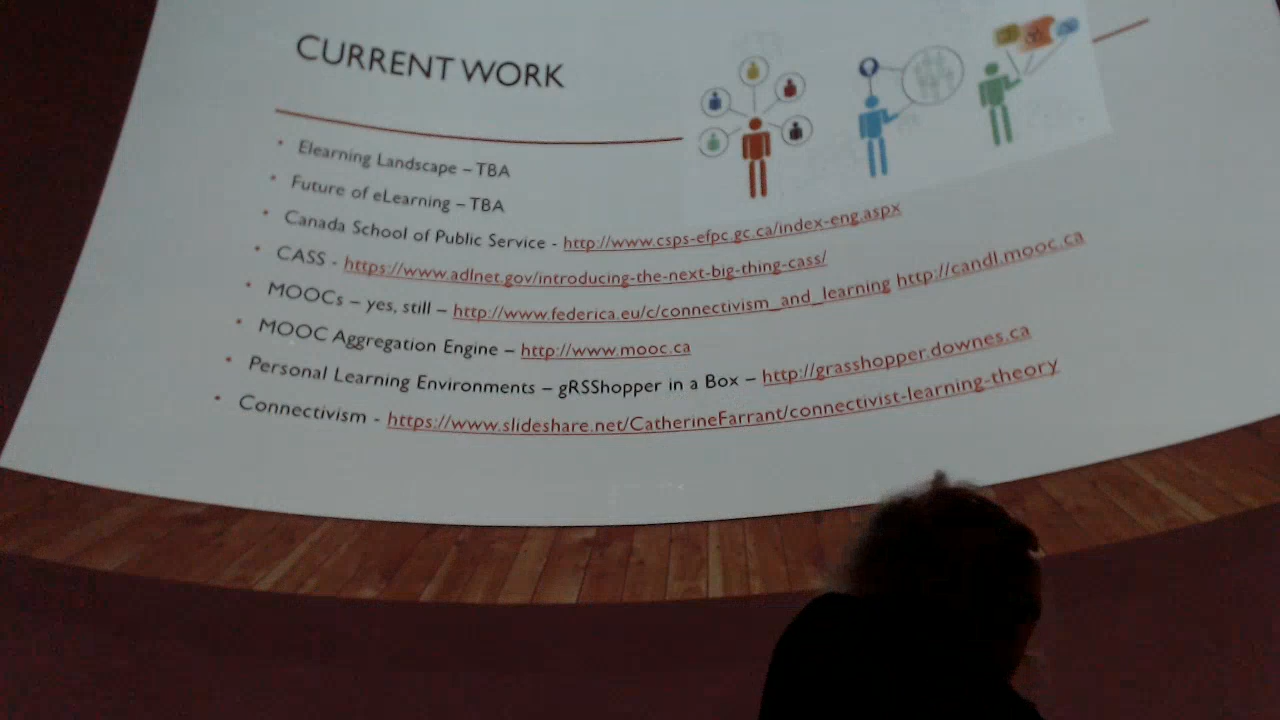 CURRENT WORK
• Elearning Landscape – TBA
• Future of eLearning – TBA
• Canada School of Public Service - http://www.csps-efpc.gc.ca/index-eng.aspx
• CASS - https://www.adlnet.gov/introducing-the-next-big-thing-cass/
• MOOCs – yes, still – http://www.federica.eu/c/connectivism_and_learning http://candl.mooc.ca
• MOOC Aggregation Engine – http://www.mooc.ca
• Personal Learning Environments – gRSShopper in a Box – http://grasshopper.downes.ca
• Connectivism - https://www.slideshare.net/CatherineFarrant/connectivist-learning-theory